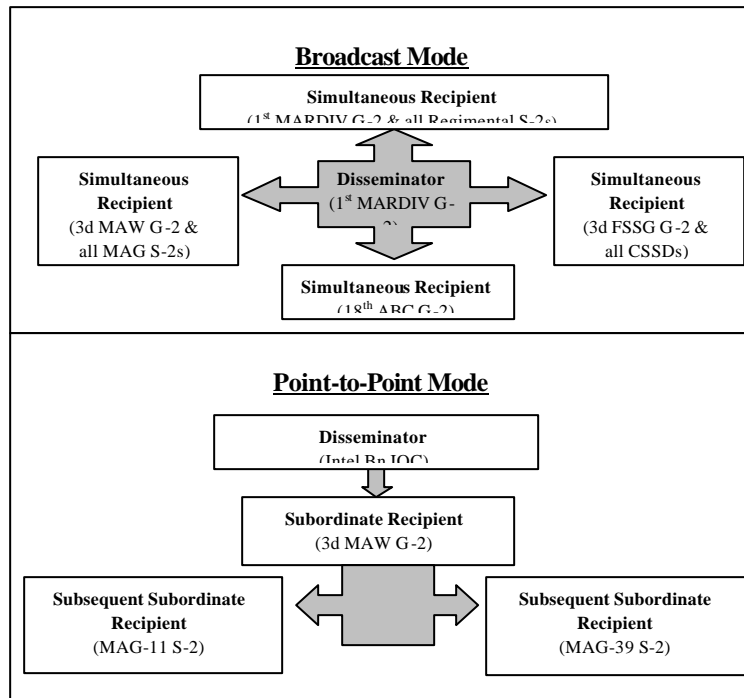 Broadcast Mode
Simultaneous Recipient
(1st MARDIV G-2 & all Regimental S-2s)
Simultaneous
Recipient
(3d MAW G-2 &
all MAG S-2s)
Disseminator
(1st MARDIV G-
2)
Simultaneous
Recipient
(3d FSSG G-2 &
all CSSDs)
Simultaneous Recipient
(18th ABC G-2)
Point-to-Point Mode
Disseminator
(Intel Bn IOC)
Subordinate Recipient
(3d MAW G-2)
Subsequent Subordinate
Recipient
(MAG-11 S-2)
Subsequent Subordinate
Recipient
(MAG-39 S-2)